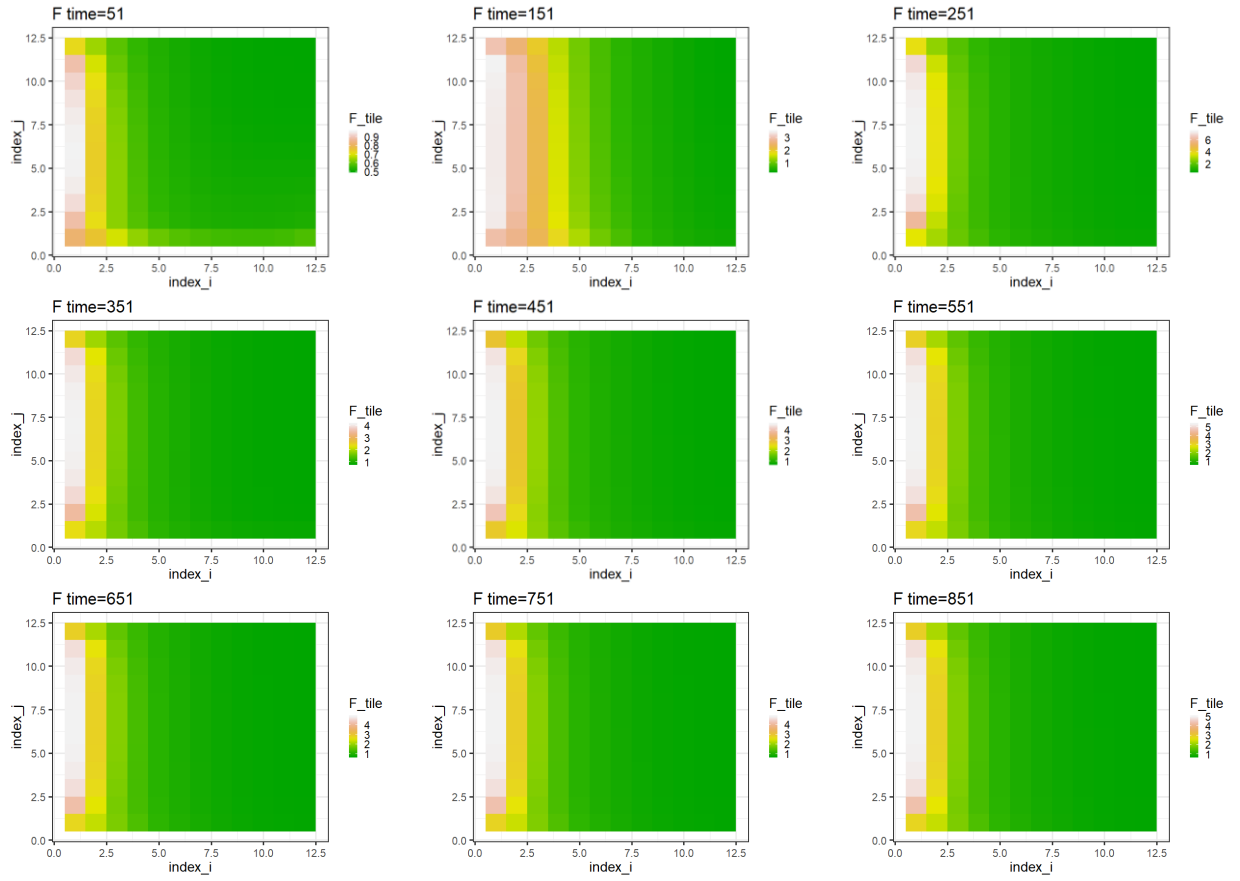 F time=51
F time=151
F time=251
12.5
10.0
7.5
5.0
2.5
0.0
index_j
0.0 2.5 5.0 7.5 10.0 12.5
index_i
F_tile
0.9
0.8
0.7
0.6
0.5
12.5
10.0
7.5
5.0
2.5
0.0
index_j
0.0 2.5 5.0 7.5 10.0 12.5
index_i
F_tile
3
2
1
12.5
10.0
7.5
5.0
2.5
0.0
index_j
0.0 2.5 5.0 7.5 10.0 12.5
index_i
F_tile
6
4
2
F time=351
F time=451
F time=551
12.5
10.0
7.5
5.0
2.5
0.0
index_j
0.0 2.5 5.0 7.5 10.0 12.5
index_i
F_tile
4
3
2
1
12.5
10.0
7.5
5.0
2.5
0.0
index_j
0.0 2.5 5.0 7.5 10.0 12.5
index_i
F_tile
4
3
2
1
12.5
10.0
7.5
5.0
2.5
0.0
index_j
0.0 2.5 5.0 7.5 10.0 12.5
index_i
F_tile
5
4
3
2
1
F time=651
F time=751
F time=851
12.5
10.0
7.5
5.0
2.5
0.0
index_j
0.0 2.5 5.0 7.5 10.0 12.5
index_i
F_tile
4
3
2
1
12.5
10.0
7.5
5.0
2.5
0.0
index_j
0.0 2.5 5.0 7.5 10.0 12.5
index_i
F_tile
4
3
2
1
12.5
10.0
7.5
5.0
2.5
0.0
index_j
0.0 2.5 5.0 7.5 10.0 12.5
index_i
F_tile
5
4
3
2
1